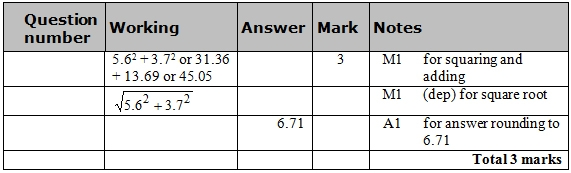 Question number Working Answer Mark Notes
5.6² + 3.7² or 31.36 3 M1 for squaring and
+ 13.69 or 45.05 adding
√5.6² + 3.7² M1 (dep) for square root
6.71 A1 for answer rounding to
6.71
Total 3 marks